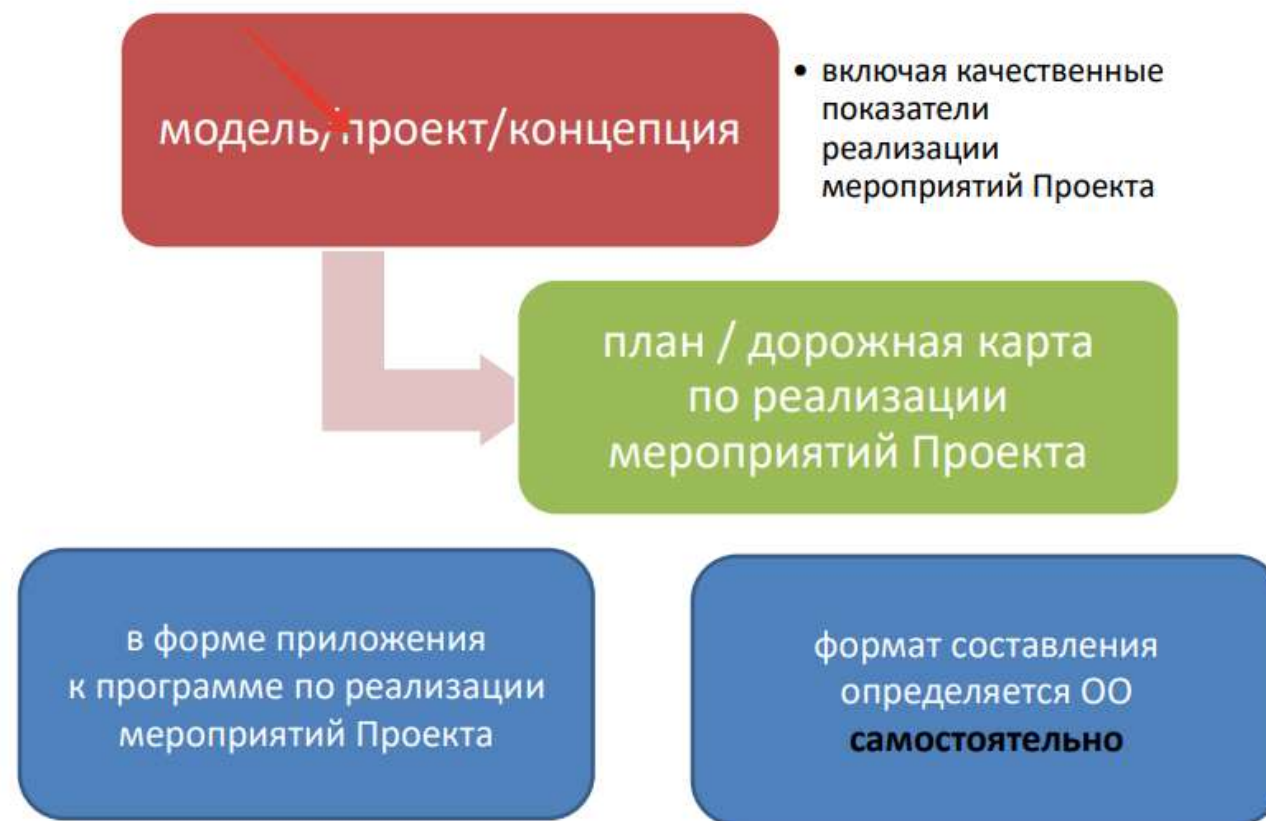 модель/проект/концепция
• включая качественные
показатели
реализации
мероприятий Проекта
план / дорожная карта
по реализации
мероприятий Проекта
в форме приложения
к программе по реализации
мероприятий Проекта
формат составления
определяется ОО
самостоятельно